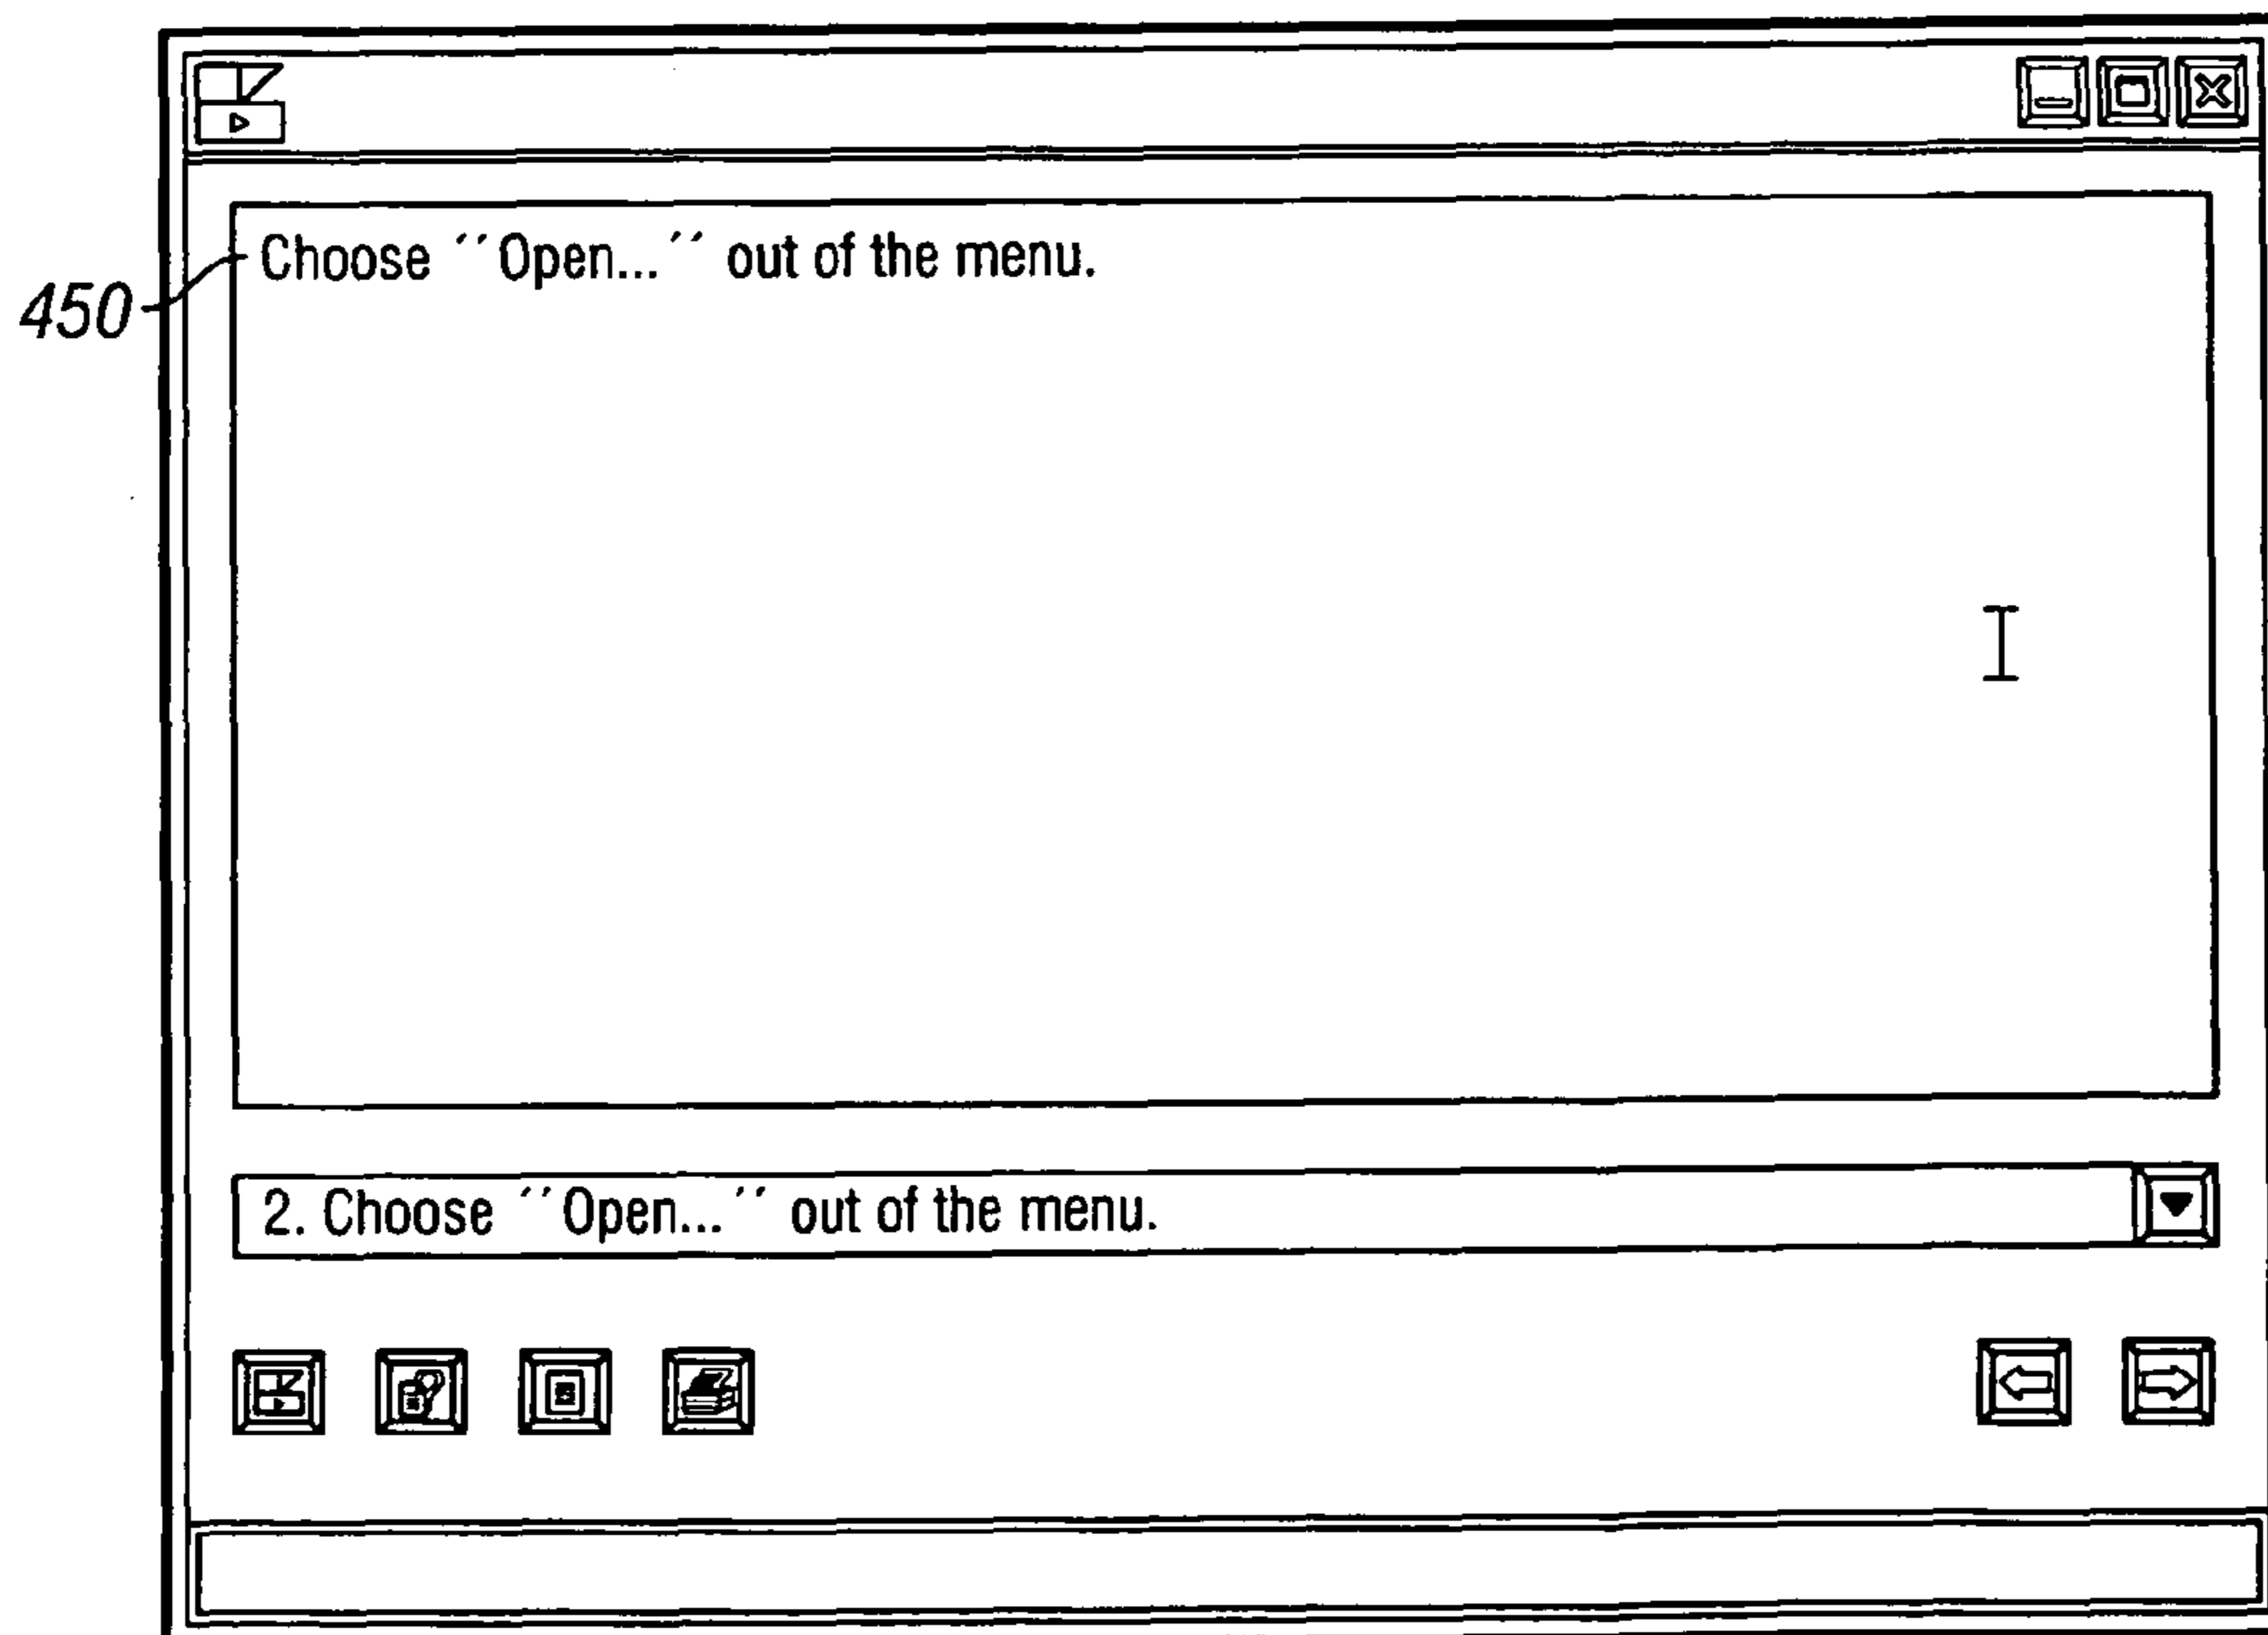 Choose ´´Open...´´ out of the menu.
450
2. Choose ´´Open...´´ out of the menu.